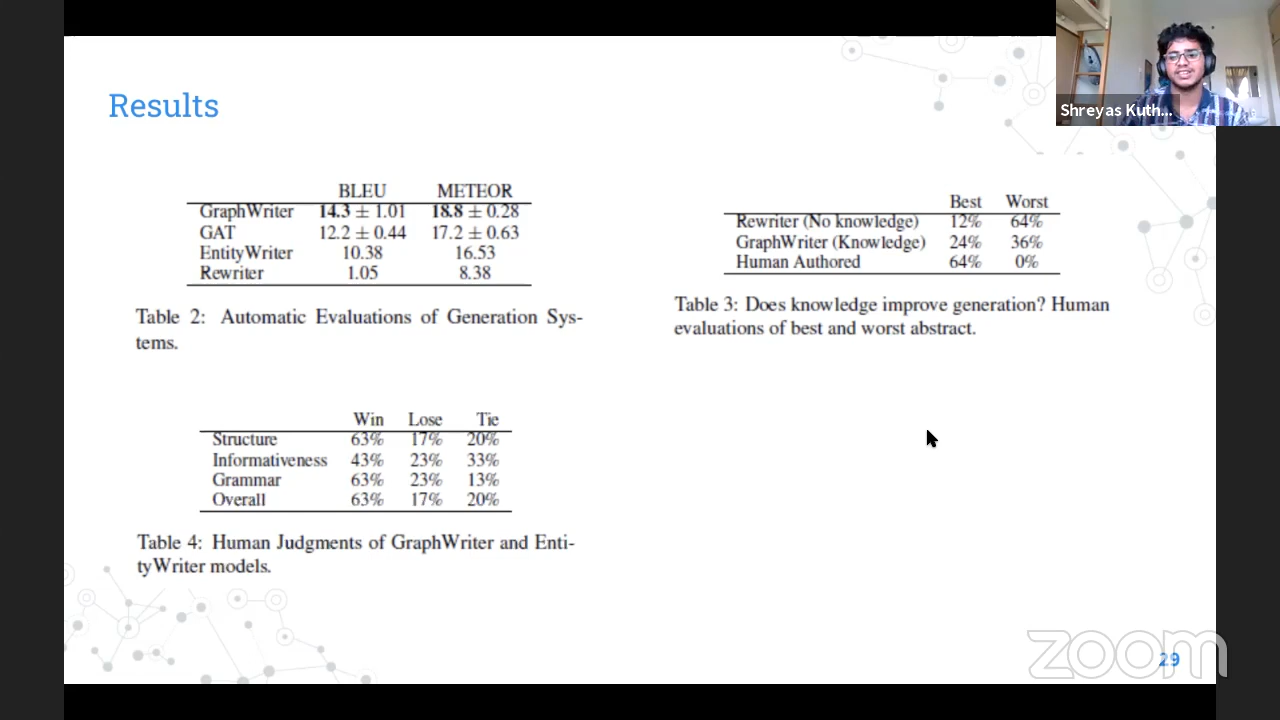 Results
Shreyas Kuth...
BLEU METEOR
GraphWriter 14.3 ± 1.01 18.8 ± 0.28
GAT 12.2 ± 0.44 17.2 ± 0.63
EntityWriter 10.38 16.53
Rewriter 1.05 8.38
Table 2: Automatic Evaluations of Generation Sys-
tems.
Best Worst
Rewriter (No knowledge) 12% 64%
GraphWriter (Knowledge) 24% 36%
Human Authored 64% 0%
Table 3: Does knowledge improve generation? Human
evaluations of best and worst abstract.
Win Lose Tie
Structure 63% 17% 20%
Informativeness 43% 23% 33%
Grammar 63% 23% 13%
Overall 63% 17% 20%
Table 4: Human Judgments of GraphWriter and Enti-
tyWriter models.
zoom
29